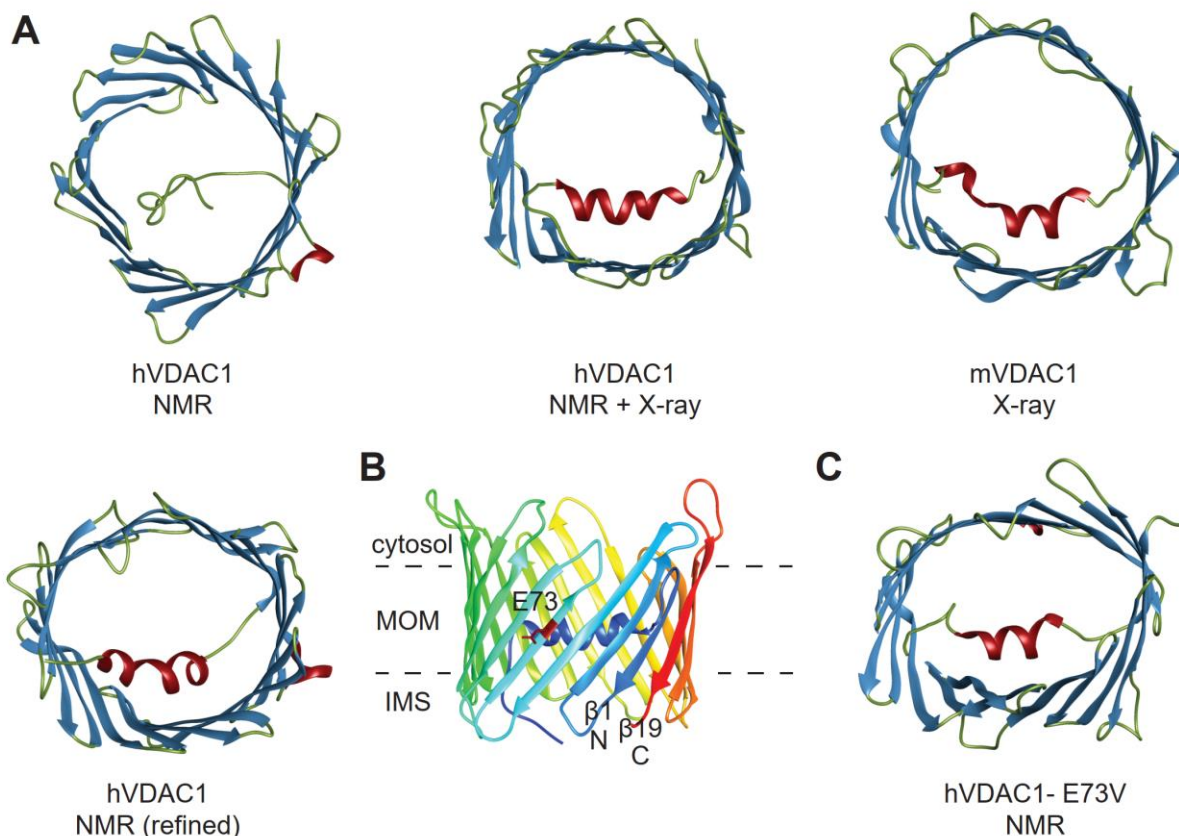 A
hVDAC1
NMR
hVDAC1
NMR + X-ray
mVDAC1
X-ray
hVDAC1
NMR (refined)
B
cytosol
MOM
IMS
E73
β1
N
β19
C
C
hVDAC1- E73V
NMR